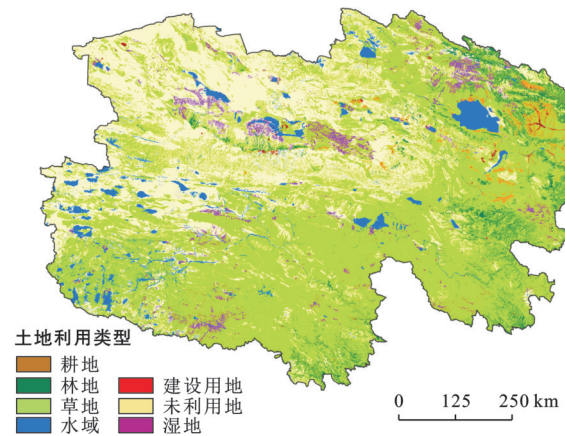 土地利用类型
耕地
林地 建设用地
草地 未利用地
水域 湿地
0 125 250 km